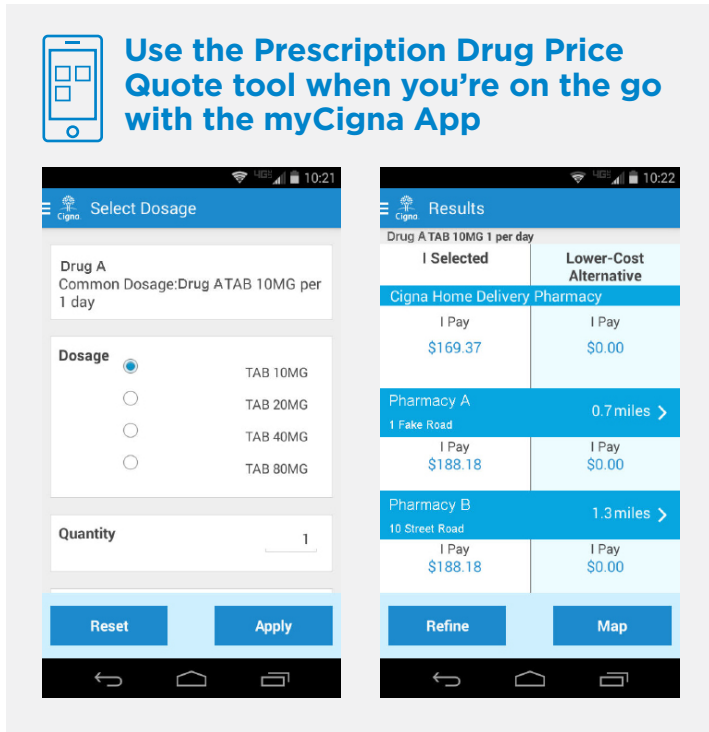 Use the Prescription Drug Price
Quote tool when you’re on the go
with the myCigna App
4G 10:21
Cigna. Select Dosage
Drug A
Common Dosage:Drug ATAB 10MG per
1 day
Dosage
TAB 10MG
TAB 20MG
TAB 40MG
TAB 80MG
Quantity 1
Reset Apply
4G 10:22
Cigna. Results
Drug A TAB 10MG 1 per day
I Selected Lower-Cost
Alternative
Cigna Home Delivery Pharmacy
I Pay I Pay
$169.37 $0.00
Pharmacy A 0.7miles
1 Fake Road
I Pay I Pay
$188.18 $0.00
Pharmacy B 1.3miles
10 Street Road
I Pay I Pay
$188.18 $0.00
Refine Map